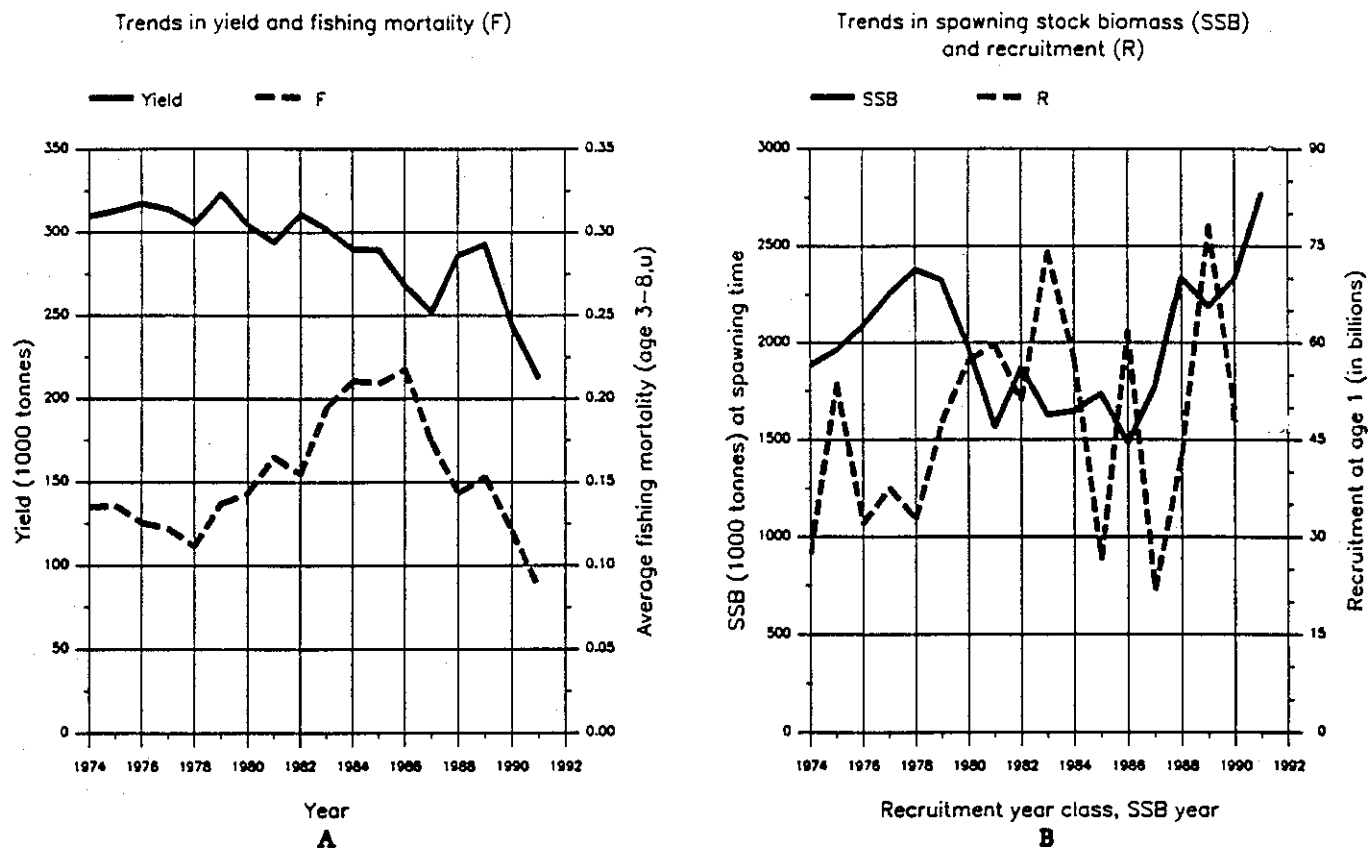 Trends in yield and fishing mortality (F)
Yield
F
350
300
250
200
150
100
50
0
Yield (1000 tonnes)
0.35
0.30
0.25
0.20
0.15
0.10
0.05
0.00
Average fishing mortality (age 3-8,u)
1974 1976 1978 1980 1982 1984 1986 1988 1990 1992
Year
A
Trends in spawning stock biomass (SSB)
and recruitment (R)
SSB
R
3000
2500
2000
1500
1000
500
0
SSB (1000 tonnes) at spawning time
90
75
60
45
30
15
0
Recruitment at age 1 (in billions)
1974 1976 1978 1980 1982 1984 1986 1988 1990 1992
Recruitment year class, SSB year
B